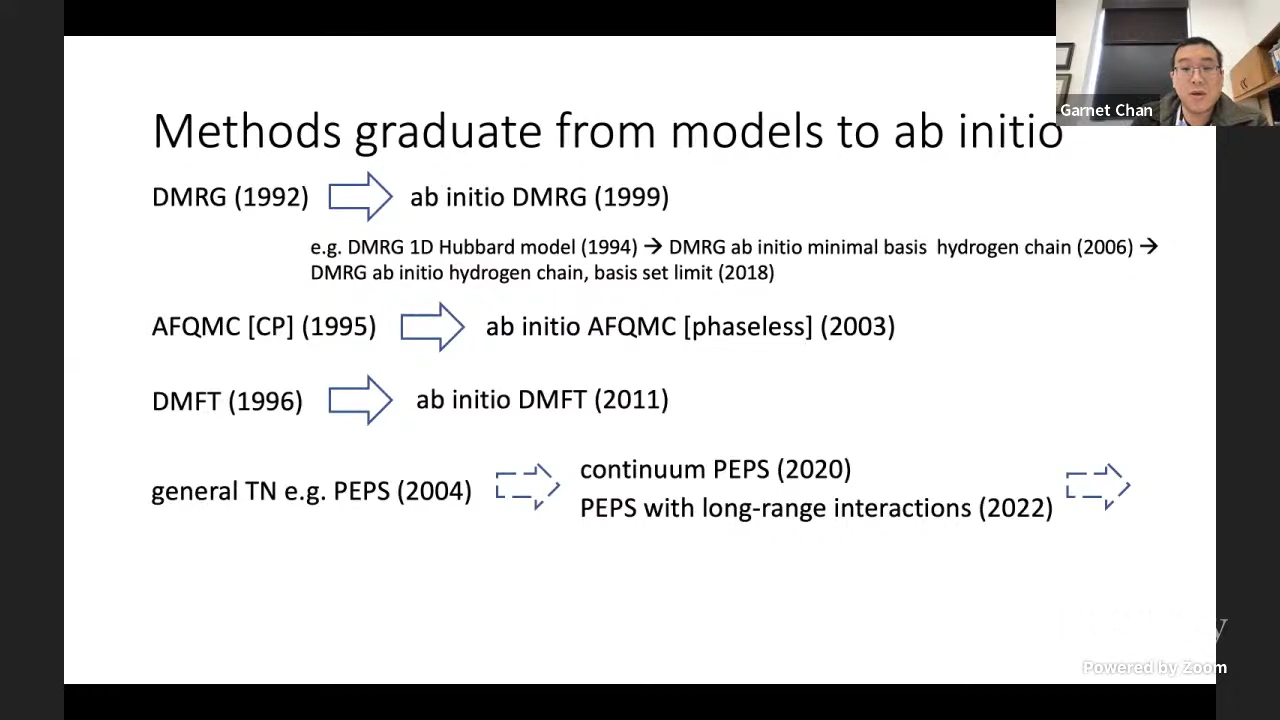 Garnet Chan
Methods graduate from models to ab initio
DMRG (1992) ab initio DMRG (1999)
e.g. DMRG 1D Hubbard model (1994) → DMRG ab initio minimal basis hydrogen chain (2006) →
DMRG ab initio hydrogen chain, basis set limit (2018)
AFQMC [CP] (1995) ab initio AFQMC [phaseless] (2003)
DMFT (1996) ab initio DMFT (2011)
general TN e.g. PEPS (2004) continuum PEPS (2020)
PEPS with long-range interactions (2022)
Powered by Zoom